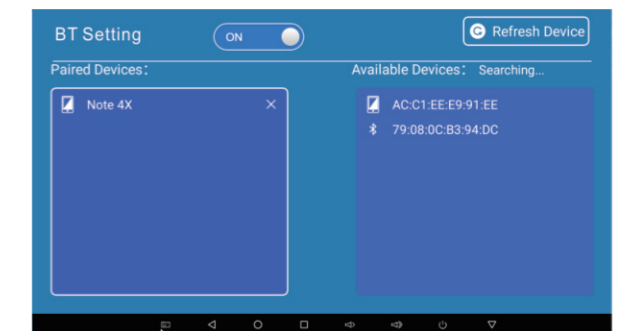 BT Setting
ON
Refresh Device
Paired Devices:
Available Devices: Searching...
Note 4X
AC:C1:EE:E9:91:EE
79:08:0C:B3:94:DC